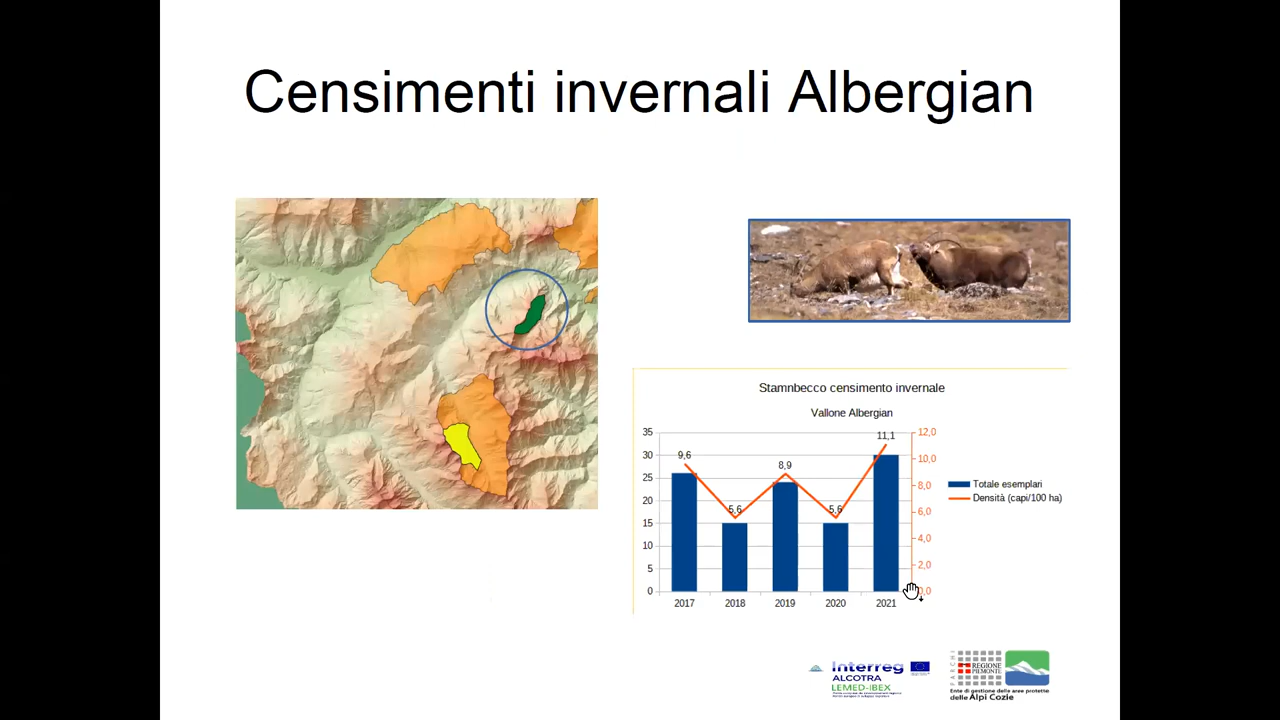 Censimenti invernali Albergian
Stamnbecco censimento invernale
Vallone Albergian
35
30
25
20
15
10
5
0
9,6
5,6
8,9
5,6
11,1
12,0
10,0
8,0
6,0
4,0
2,0
0,0
2017 2018 2019 2020 2021
Totale esemplari
Densità (capi/100 ha)
Interreg
ALCOTRA
LEMED-IBEX
PARCHI
REGIONE
PIEMONTE
Ente di gestione delle aree protette
delle Alpi Cozie